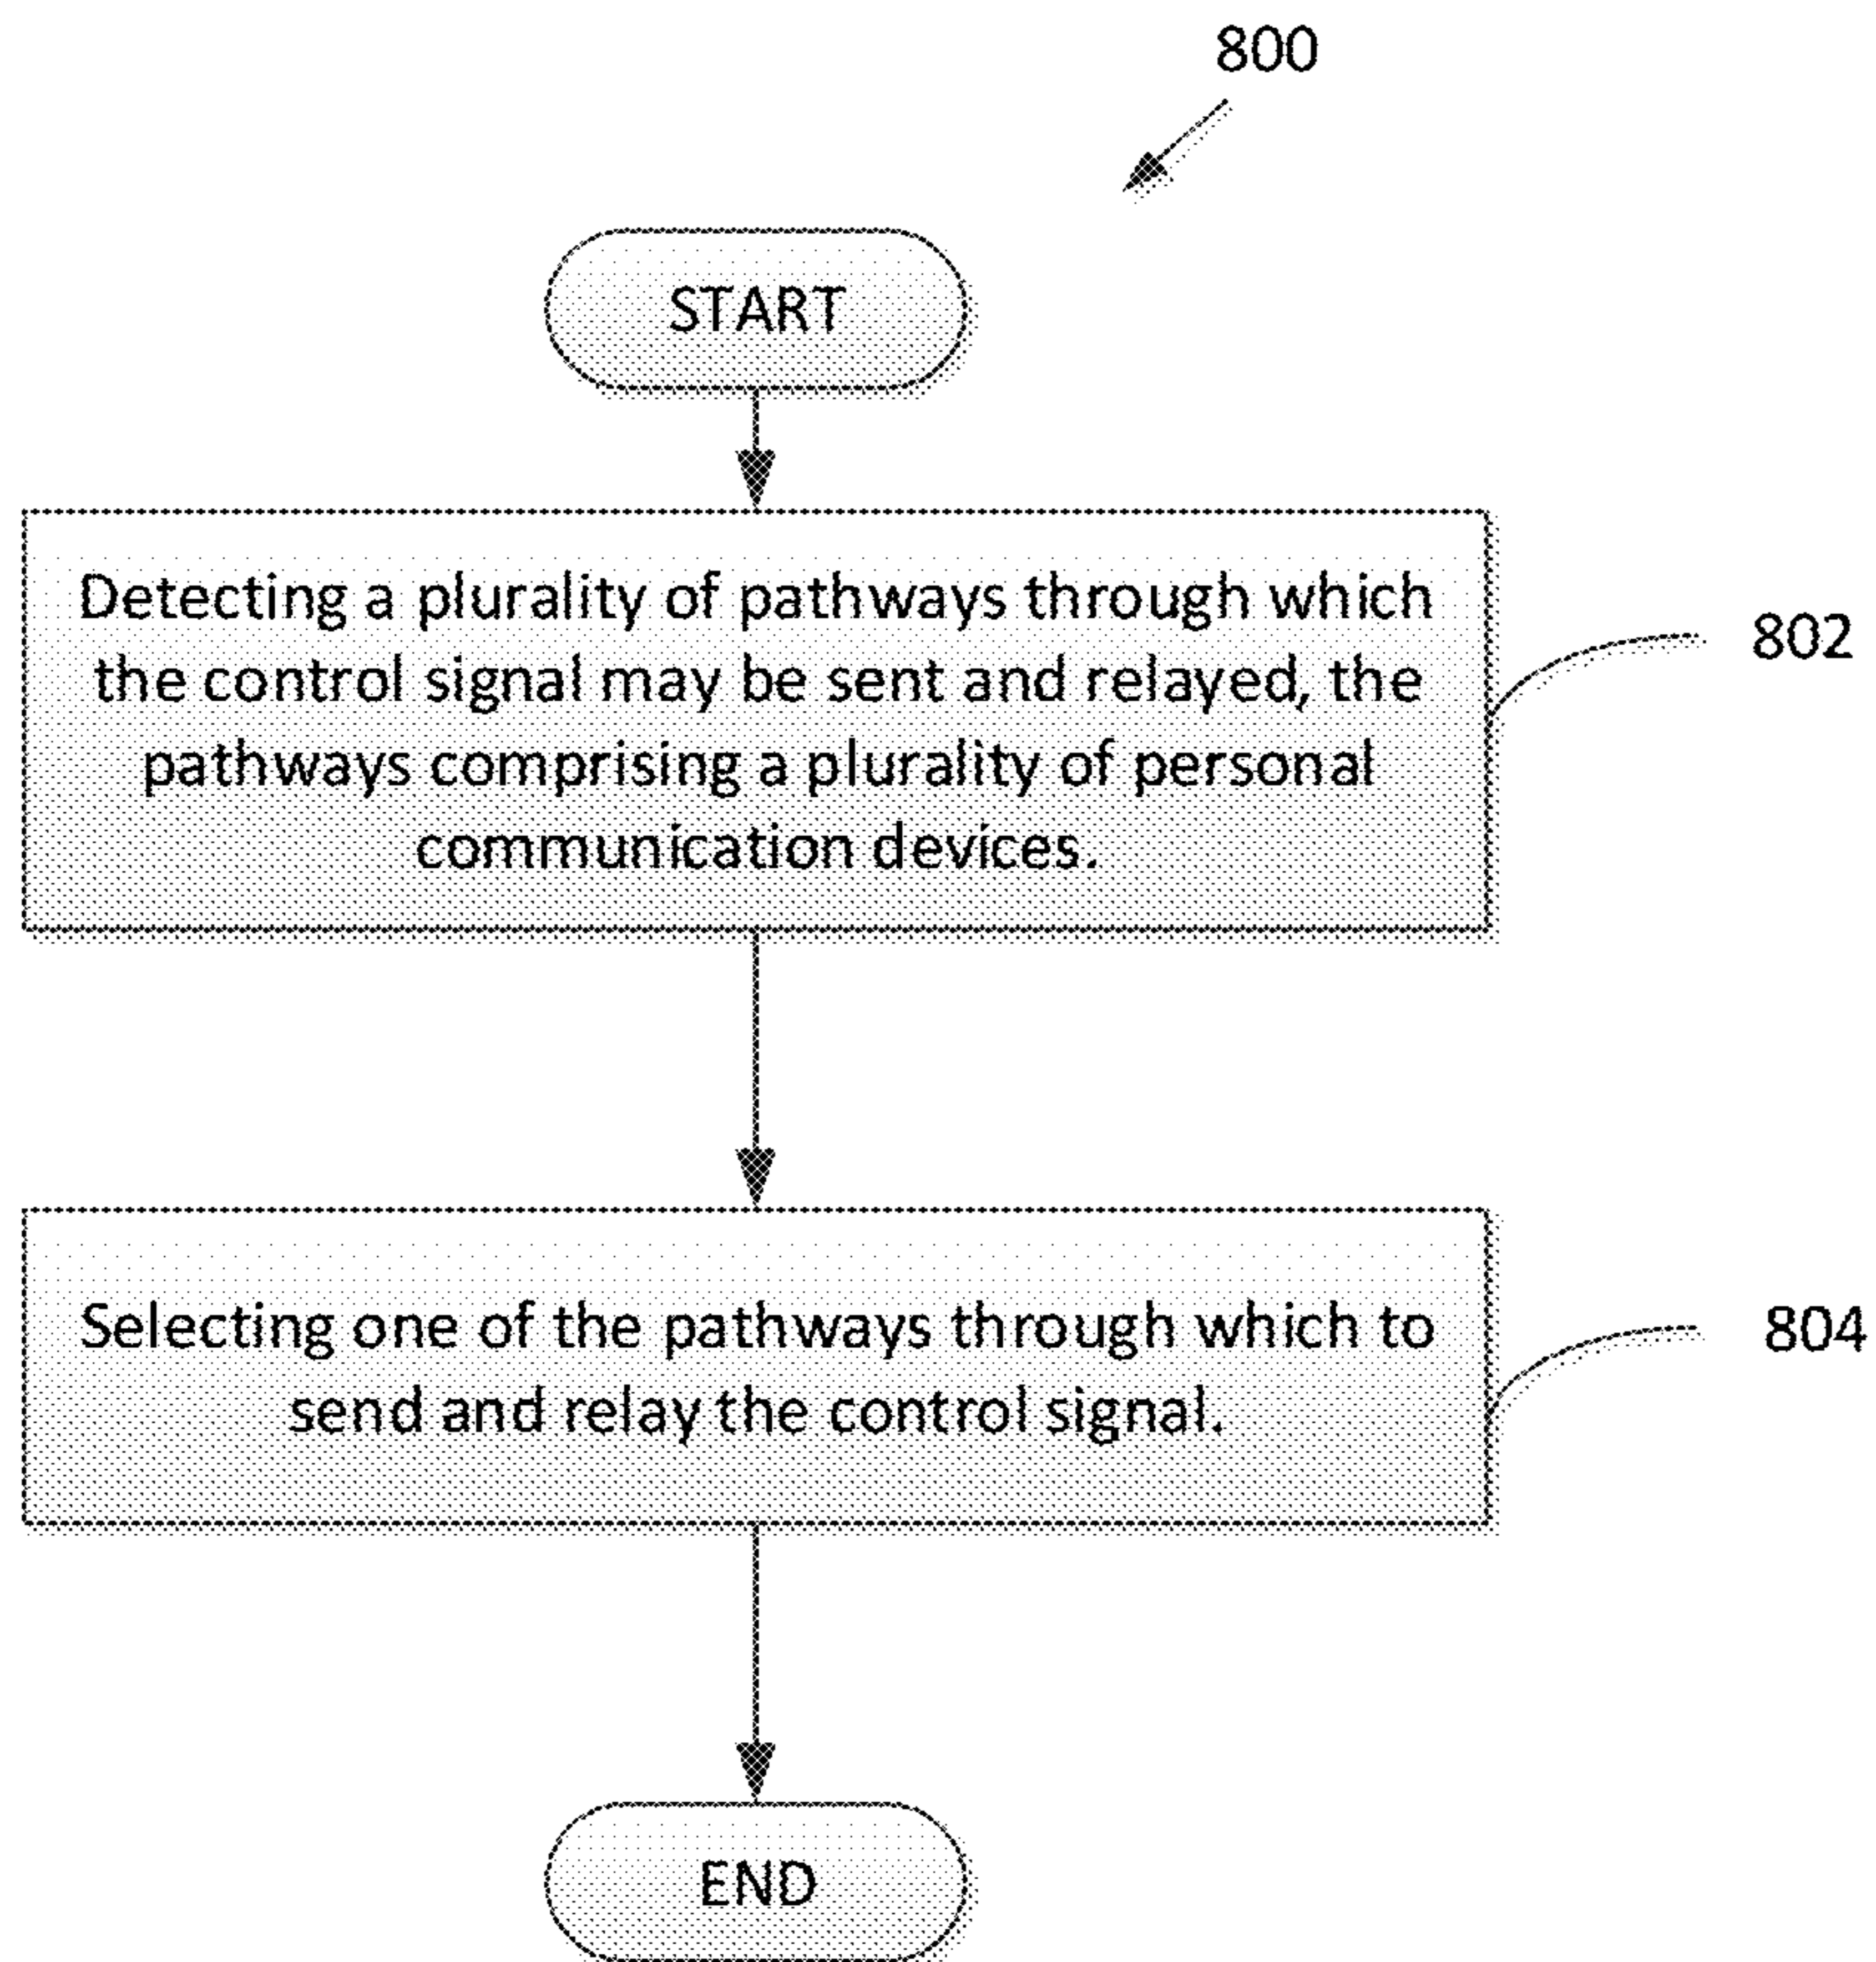 800
START
Detecting a plurality of pathways through which
the control signal may be sent and relayed, the
pathways comprising a plurality of personal
communication devices.
802
Selecting one of the pathways through which to
send and relay the control signal.
804
END